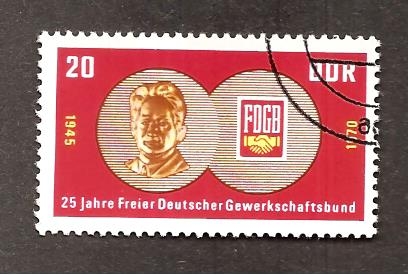 20 DDR
1945
FDGB
1970
25 Jahre Freier Deutscher Gewerkschaftsbund